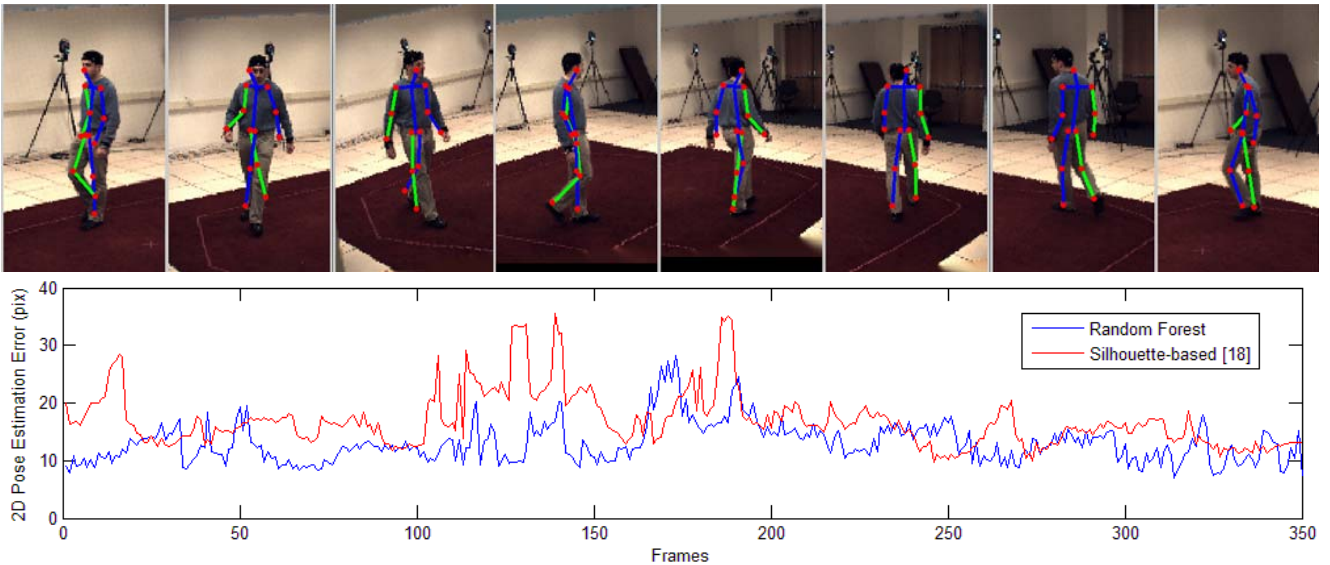 40
30
20
10
0
2D Pose Estimation Error (pix)
Random Forest
Silhouette-based [18]
0 50 100 150 200 250 300 350
Frames